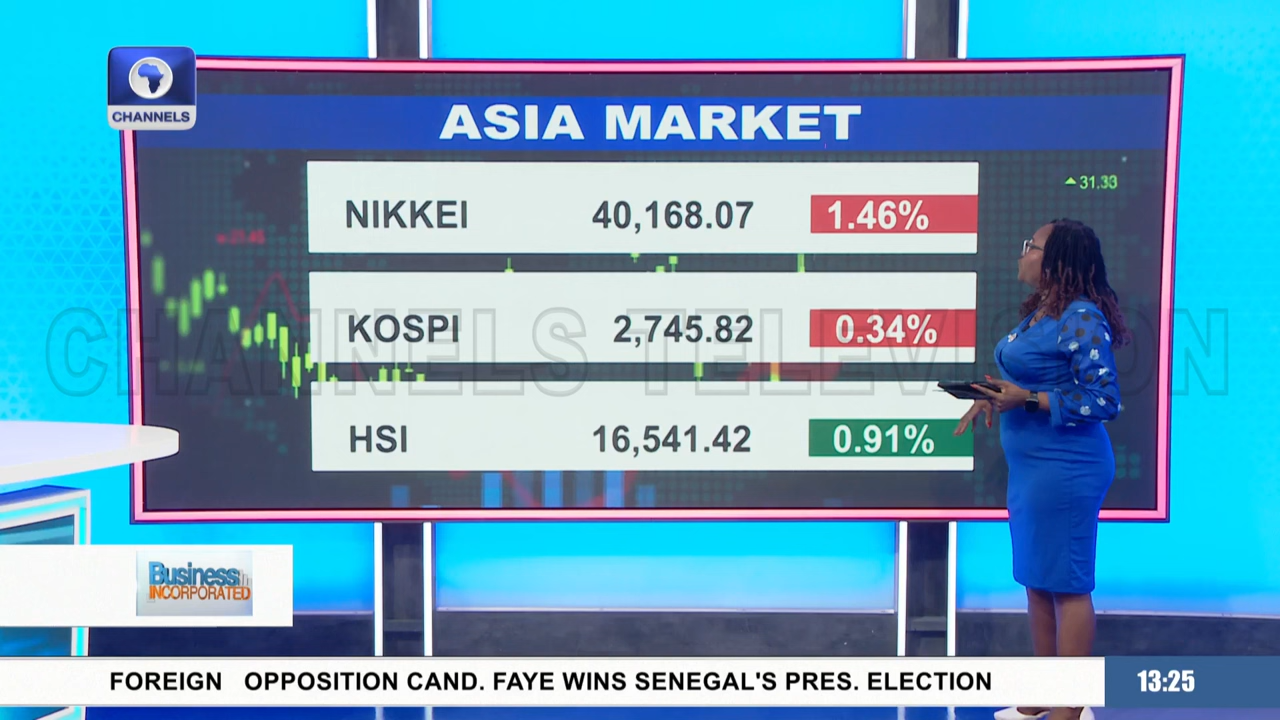 CHANNELS
ASIA MARKET
31.33
NIKKEI 40,168.07 1.46%
KOSPI 2,745.82 0.34%
CHANNELS TELEVISION
HSI 16,541.42 0.91%
Business
INCORPORATED
FOREIGN OPPOSITION CAND. FAYE WINS SENEGAL'S PRES. ELECTION
13:25